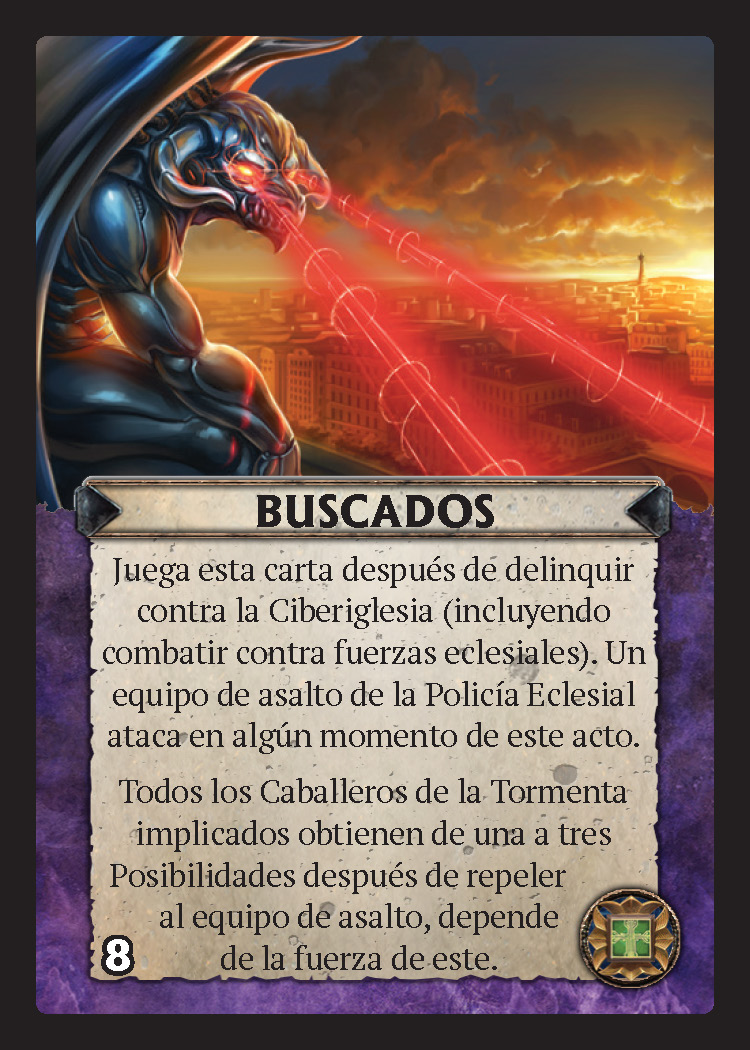 BUSCADOS
Juega esta carta después de delinquir
contra la Ciberiglesia (incluyendo
combatir contra fuerzas eclesiales). Un
equipo de asalto de la Policía Eclesial
ataca en algún momento de este acto.
Todos los Caballeros de la Tormenta
implicados obtienen de una a tres
Posibilidades después de repeler
al equipo de asalto, depende
de la fuerza de este.
8